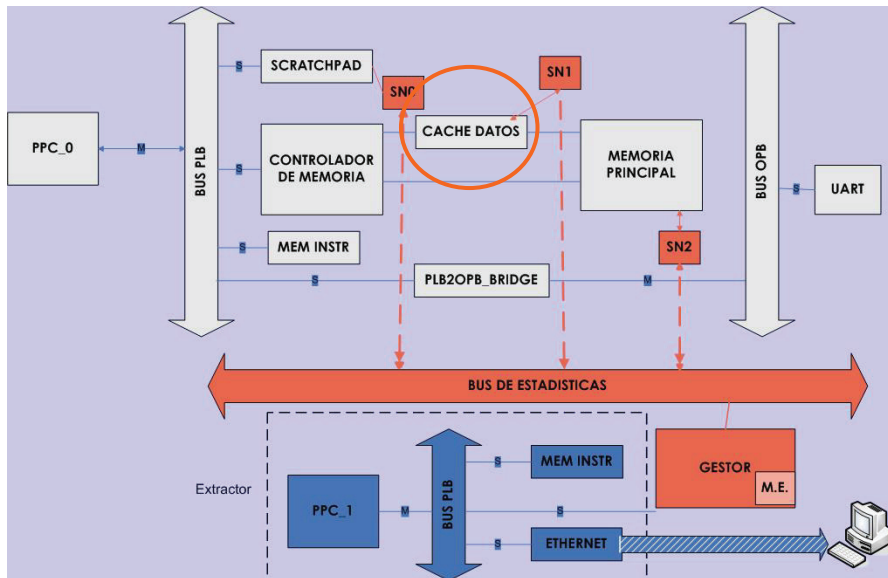 SCRATCHPAD
S
SN0
SN1
CACHE DATOS
PPC_0
M
BUS PLB
S
CONTROLADOR
DE MEMORIA
MEMORIA
PRINCIPAL
BUS OPB
S
UART
S
MEM INSTR
SN2
S
PLB2OPB_BRIDGE
M
BUS DE ESTADISTICAS
Extractor
PPC_1
M
BUS PLB
S
MEM INSTR
S
S
ETHERNET
GESTOR
M.E.